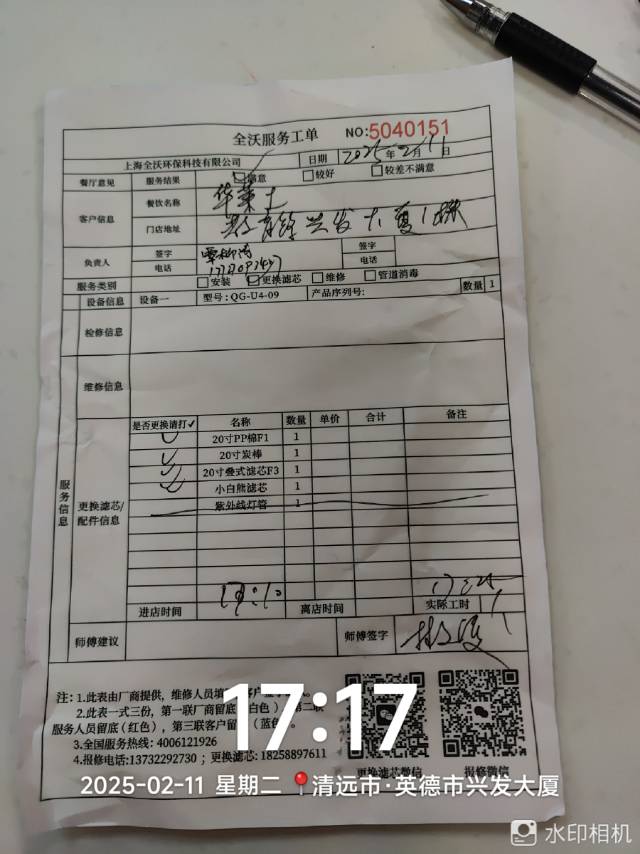 全沃服务工单 NO:5040151
上海全沃环保科技有限公司 日期 2025年2月11日
餐厅意见 服务结果 满意 较好 较差不满意
客户信息 餐饮名称 华莱士
门店地址 兴发大厦1楼
负责人 签字 签字
电话 电话
服务类别 安装 更换滤芯 维修 管道消毒
设备信息 设备一 型号: QG-U4-09 产品序列号: 数量 1
检修信息
维修信息
服务信息
更换滤芯/配件信息
是否更换请打✓ 名称 数量 单价 合计 备注
✓ 20寸PP棉F1 1
✓ 20寸炭棒 1
✓ 20寸叠式滤芯F3 1
✓ 小白熊滤芯 1
紫外线灯管 1
进店时间 17:10 离店时间 实际工时
师傅建议 师傅签字
注: 1.此表由厂商提供, 维修人员填
2.此表一式三份, 第一联厂商留底 白色) 第二联
服务人员留底(红色), 第三联客户留 (蓝色
3.全国服务热线: 4006121926
4.报修电话:13732292730 ; 更换滤芯: 18258897611
更换滤芯微信 报修微信
17:17
2025-02-11 星期二 清远市·英德市兴发大厦
水印相机